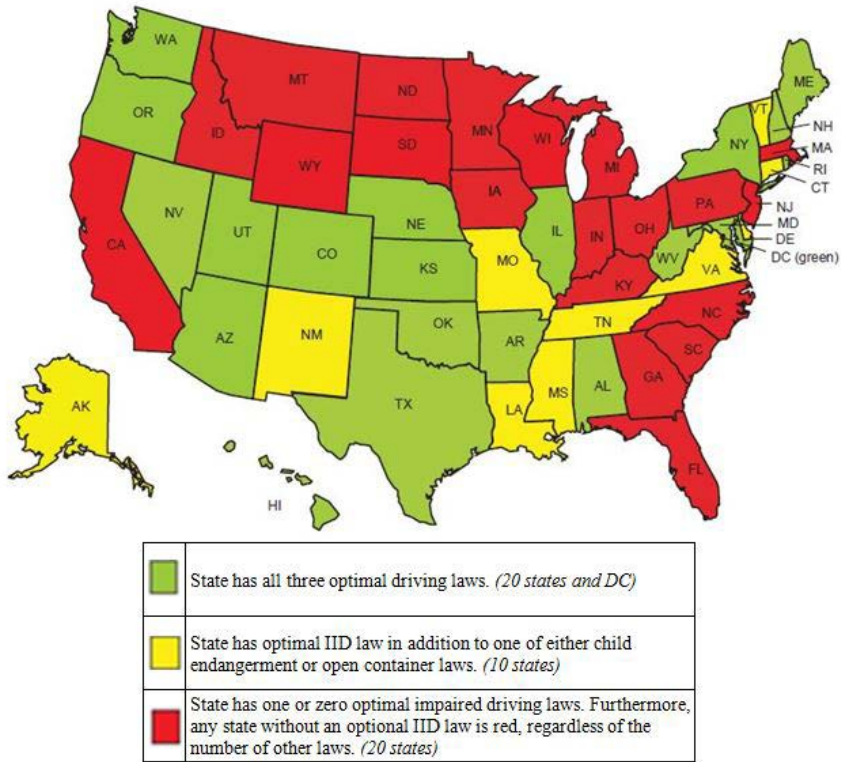 WA
MT
ND
ME
OR
ID
MN
VT
NH
SD
WI
NY
MA
WY
MI
RI
CT
IA
PA
NJ
NV
NE
MD
UT
IL
IN
OH
DE
CA
CO
WV
DC (green)
KS
MO
VA
KY
NC
TN
AZ
NM
OK
AR
SC
AK
MS
AL
GA
TX
LA
FL
HI
State has all three optimal driving laws. (20 states and DC)
State has optimal IID law in addition to one of either child
endangerment or open container laws. (10 states)
State has one or zero optimal impaired driving laws. Furthermore,
any state without an optional IID law is red, regardless of the
number of other laws. (20 states)